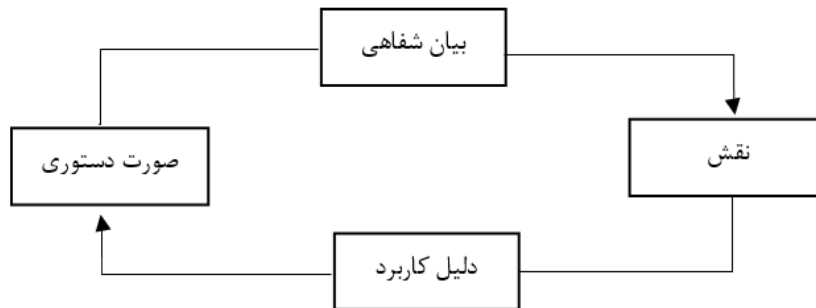 بیان شفاهی
نقش
صورت دستوری
دلیل کاربرد